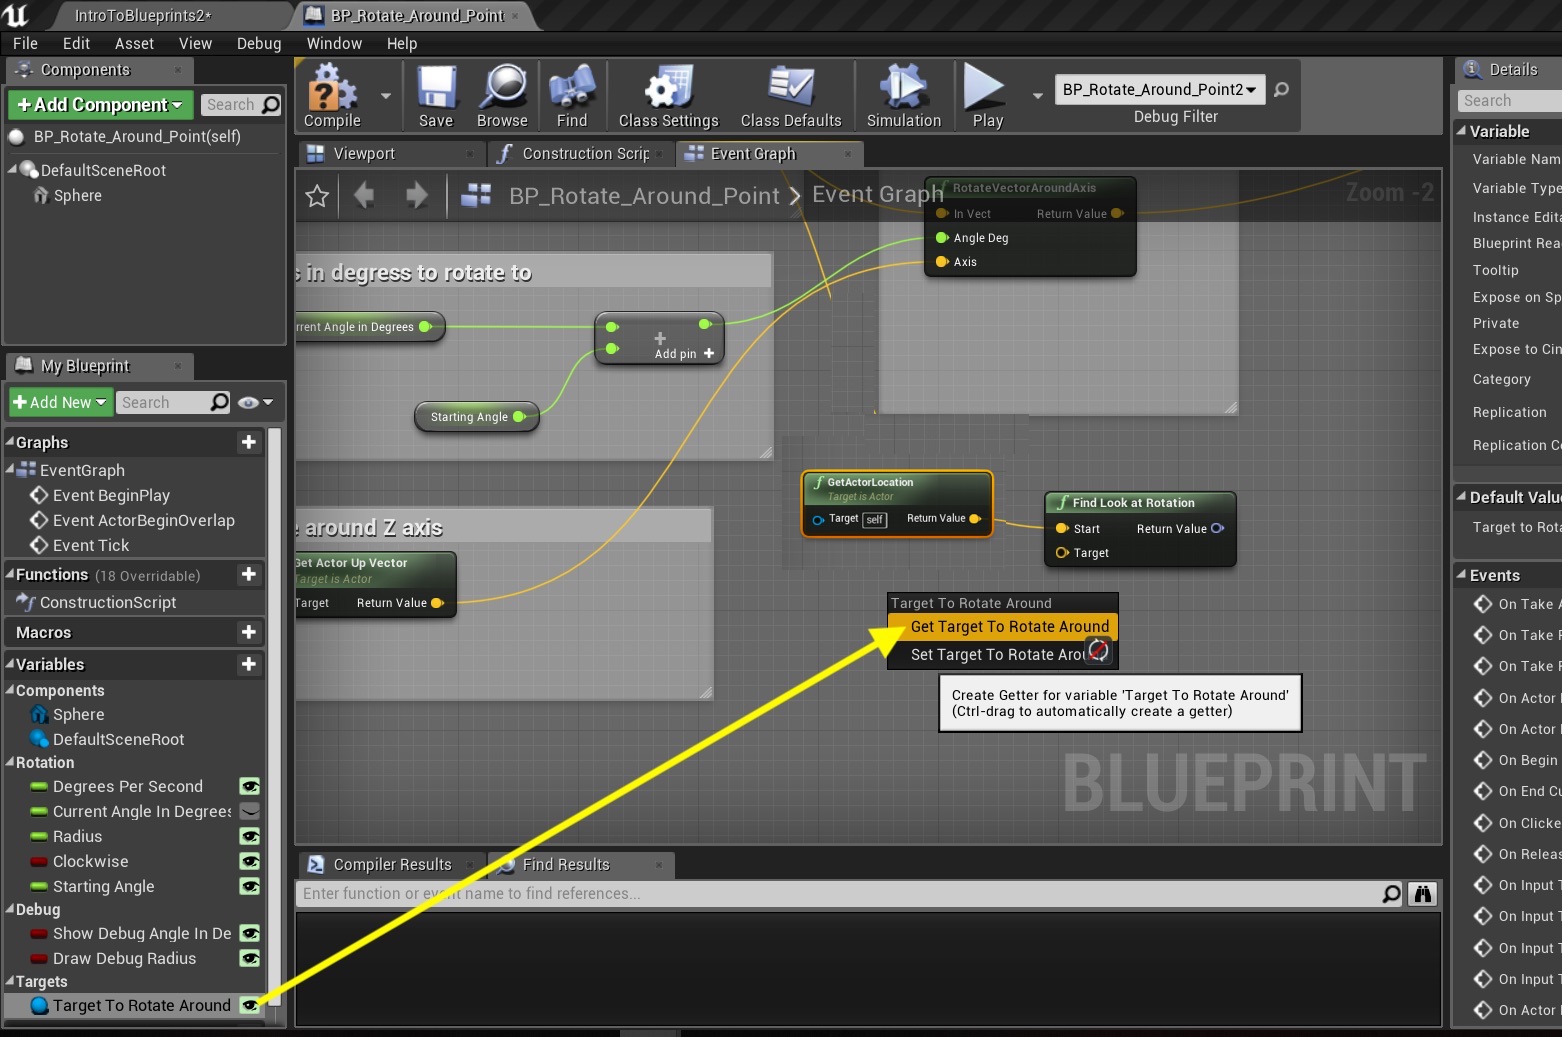 IntroToBlueprints2*
BP_Rotate_Around_Point
File Edit Asset View Debug Window Help
Components
+Add Component
Search
BP_Rotate_Around_Point(self)
DefaultSceneRoot
Sphere
Compile
Save
Browse
Find
Class Settings
Class Defaults
Simulation
Play
BP_Rotate_Around_Point2
Debug Filter
Viewport
Construction Scrip
Event Graph
BP_Rotate_Around_Point > Event Graph
Zoom -2
RotateVectorAroundAxis
In Vect Return Value
Angle Deg
Axis
s in degress to rotate to
rrent Angle in Degrees
Add pin +
Starting Angle
GetActorLocation
Target is Actor
Target self Return Value
Find Look at Rotation
Start Return Value
Target
e around Z axis
Get Actor Up Vector
Target is Actor
Target Return Value
Target To Rotate Around
Get Target To Rotate Around
Set Target To Rotate Arou
Create Getter for variable 'Target To Rotate Around'
(Ctrl-drag to automatically create a getter)
BLUEPRINT
My Blueprint
+Add New
Search
Graphs
EventGraph
Event BeginPlay
Event ActorBeginOverlap
Event Tick
Functions (18 Overridable)
ConstructionScript
Macros
Variables
Components
Sphere
DefaultSceneRoot
Rotation
Degrees Per Second
Current Angle In Degrees
Radius
Clockwise
Starting Angle
Debug
Show Debug Angle In De
Draw Debug Radius
Targets
Target To Rotate Around
Compiler Results
Find Results
Enter function or event name to find references...
Details
Search
Variable
Variable Nam
Variable Type
Instance Edita
Blueprint Rea
Tooltip
Expose on Sp
Private
Expose to Cin
Category
Replication
Replication Co
Default Valu
Target to Rota
Events
On Take A
On Take P
On Take R
On Actor
On Actor
On Begin
On End Cu
On Clicke
On Releas
On Input T
On Input T
On Input T
On Input T
On Actor